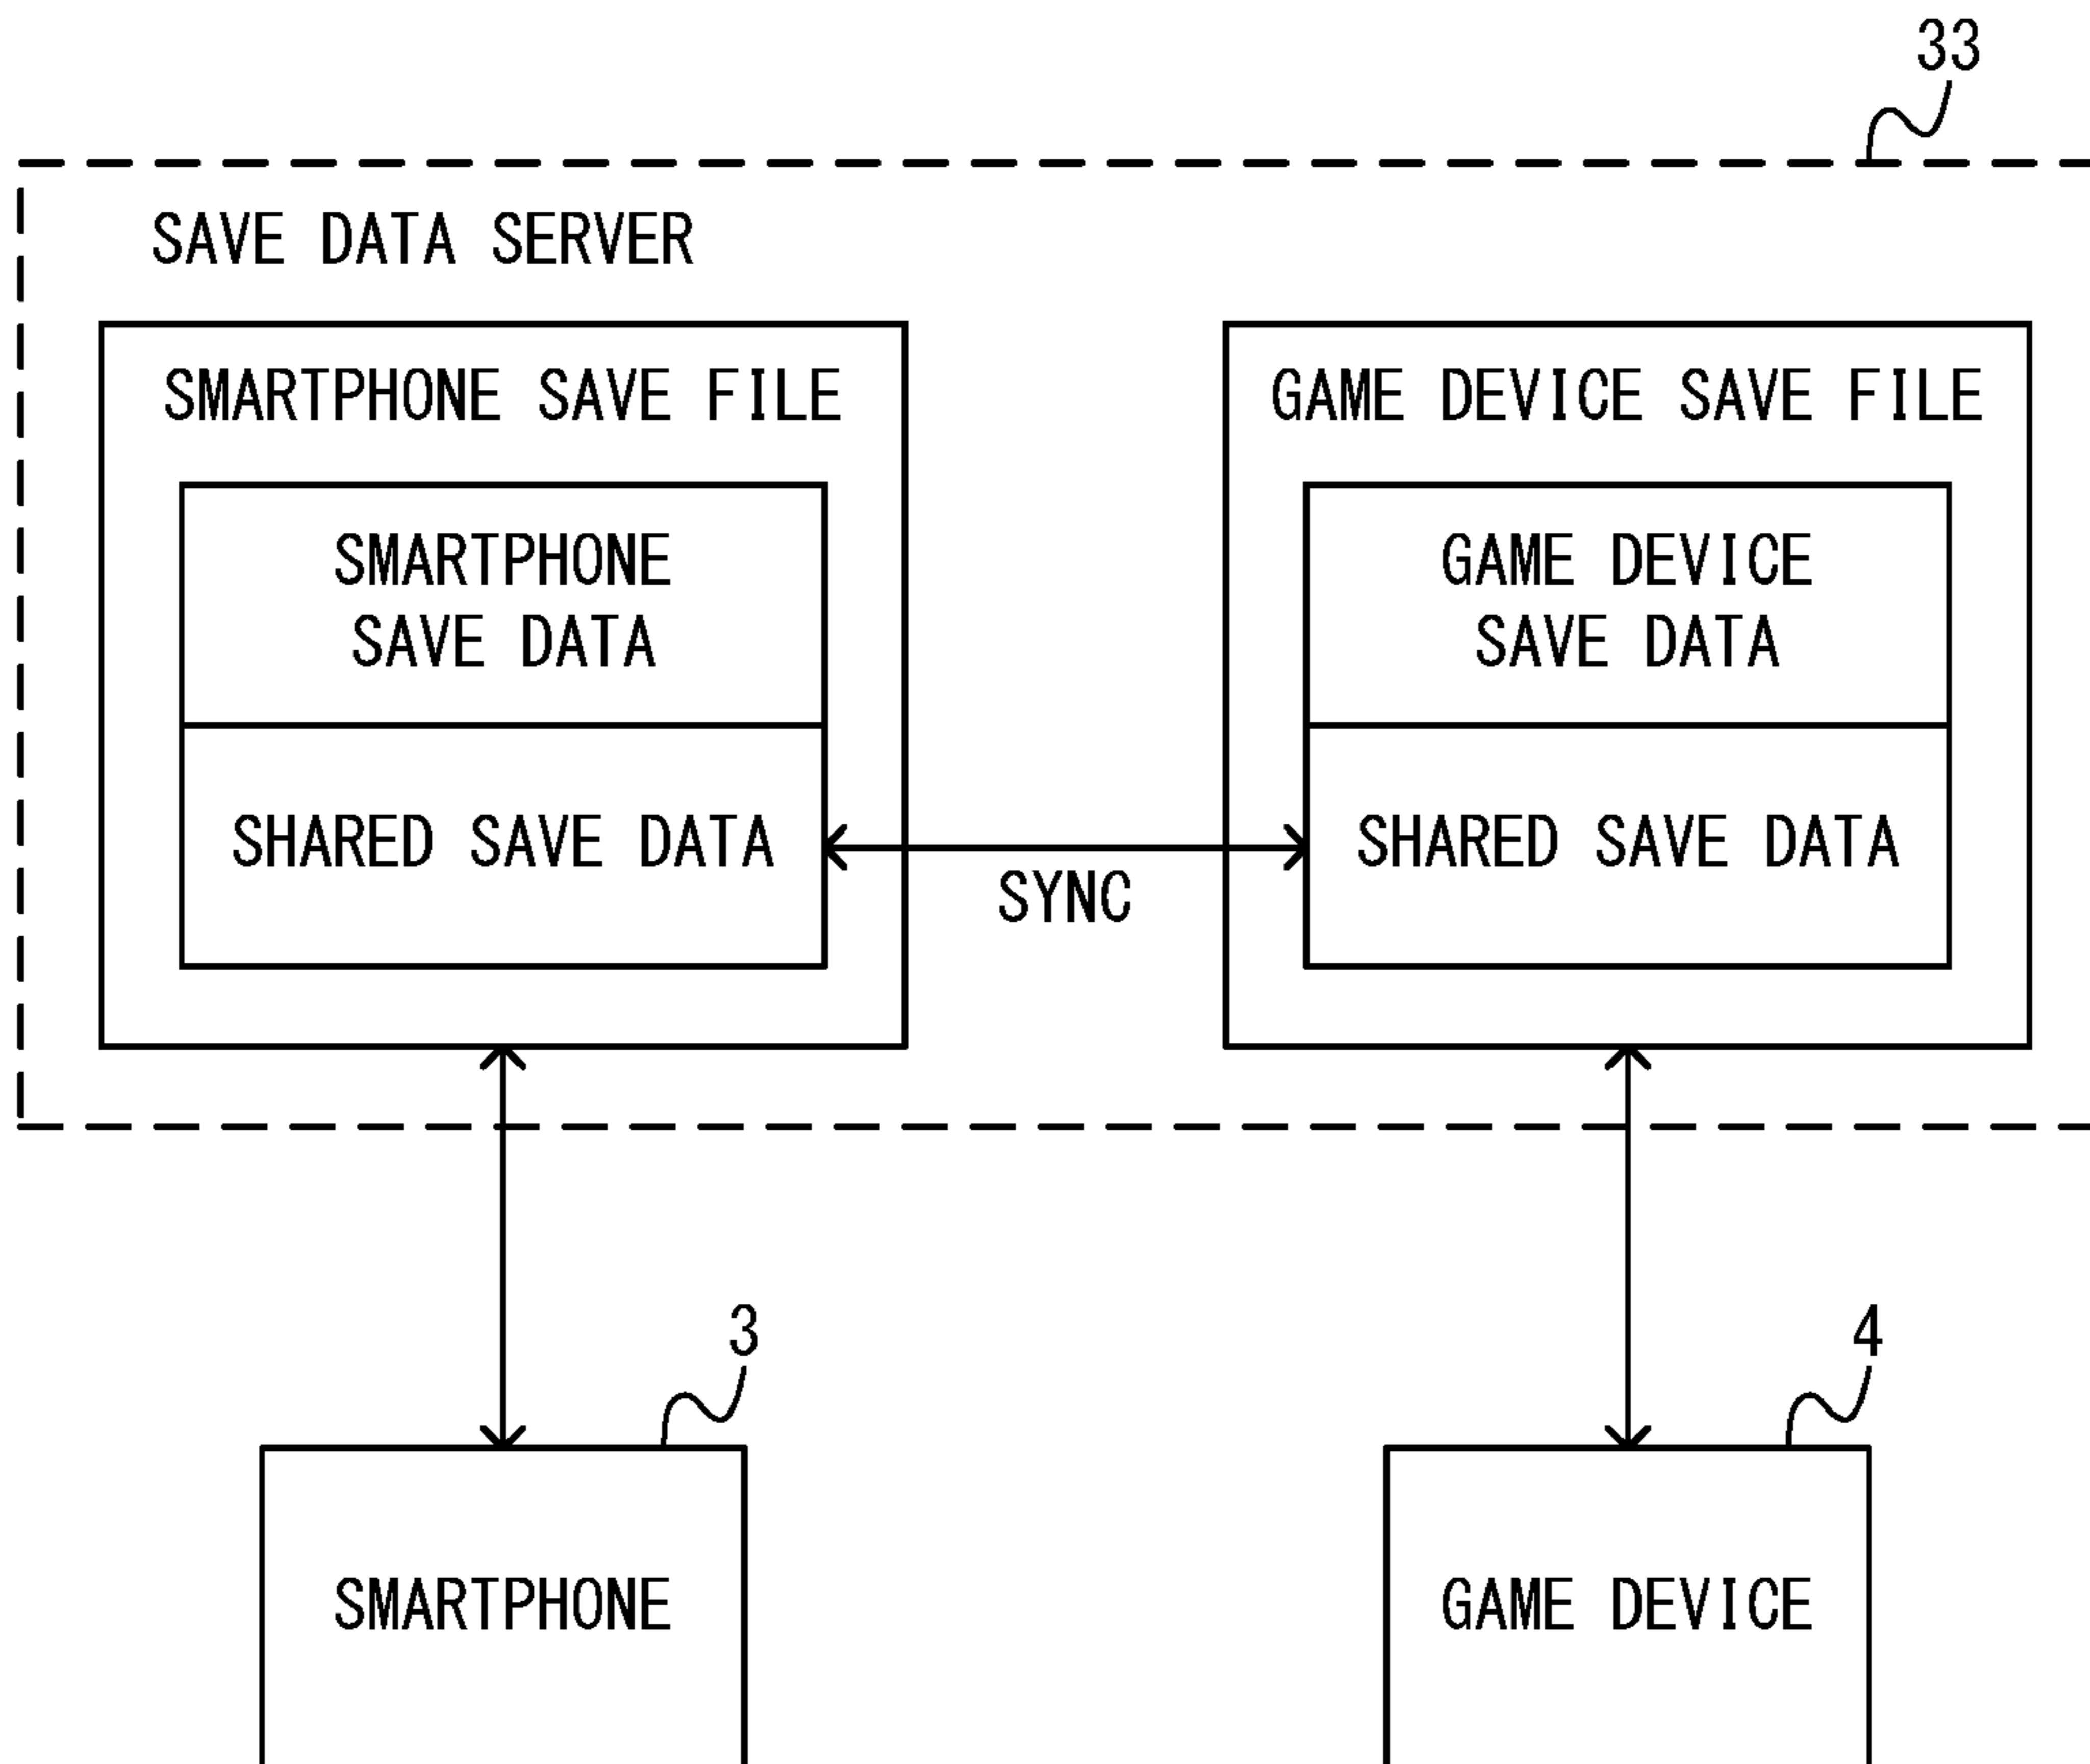 33
SAVE DATA SERVER
SMARTPHONE SAVE FILE
GAME DEVICE SAVE FILE
SMARTPHONE
SAVE DATA
GAME DEVICE
SAVE DATA
SHARED SAVE DATA
SHARED SAVE DATA
SYNC
3
4
SMARTPHONE
GAME DEVICE